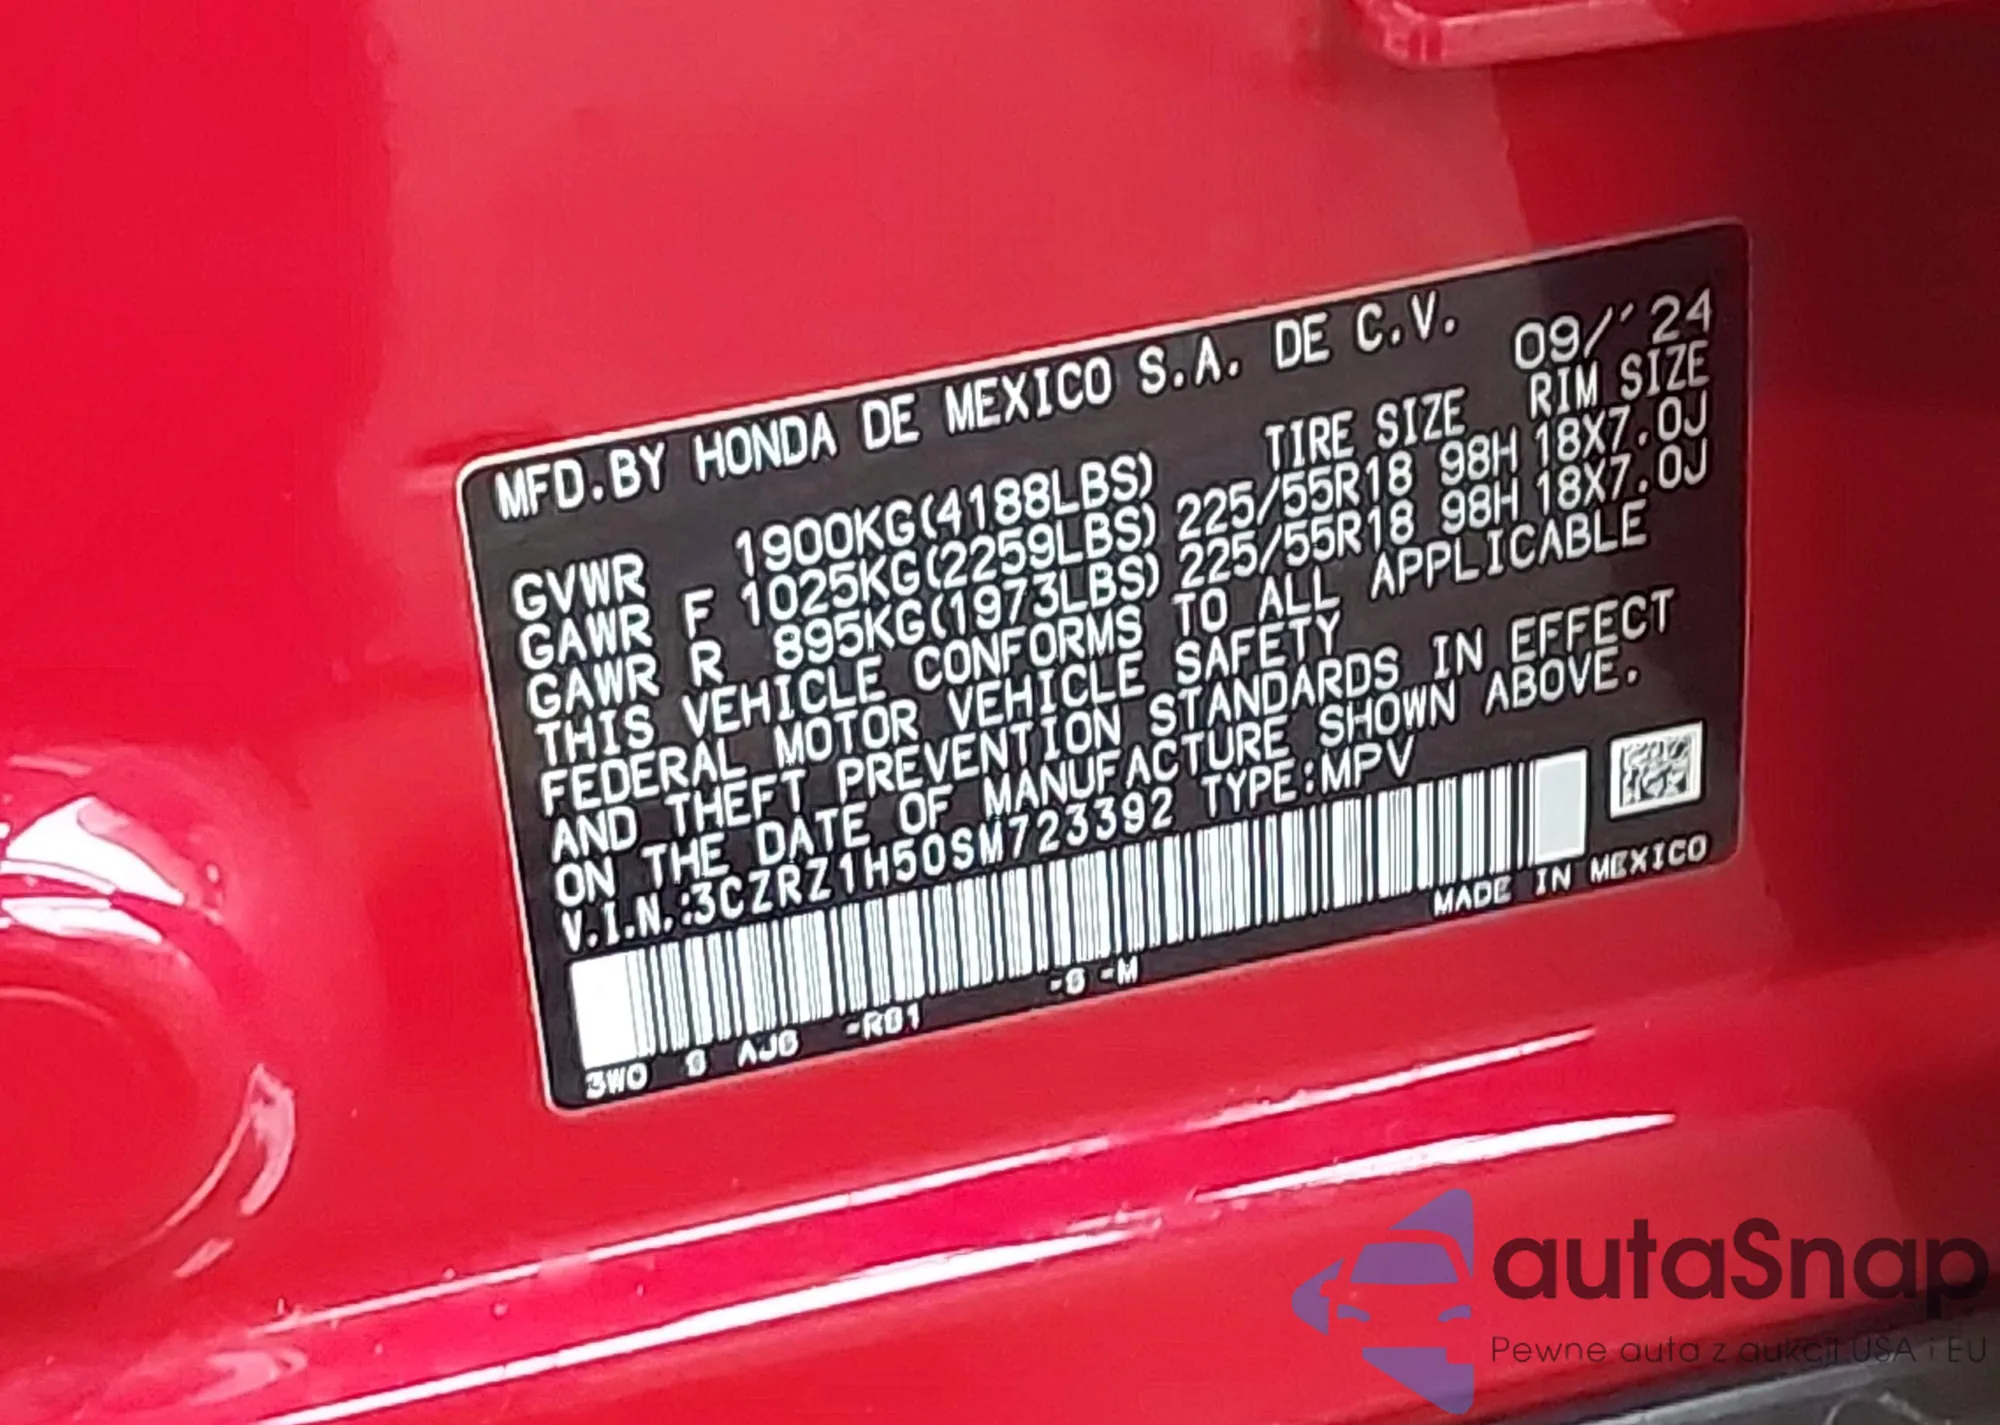 MFD.BY HONDA DE MEXICO S.A. DE C.V. 09/'24
TIRE SIZE RIM SIZE
GVWR 1900KG(4188LBS)
GAWR F 1025KG(2259LBS) 225/55R18 98H 18X7.0J
GAWR R 895KG(1973LBS) 225/55R18 98H 18X7.0J
THIS VEHICLE CONFORMS TO ALL APPLICABLE
FEDERAL MOTOR VEHICLE SAFETY
AND THEFT PREVENTION STANDARDS IN EFFECT
ON THE DATE OF MANUFACTURE SHOWN ABOVE.
V.I.N.:3CZRZ1H50SM723392 TYPE:MPV
MADE IN MEXICO
3W0
autaSnap
Pewne auta z aukcji USA i EU